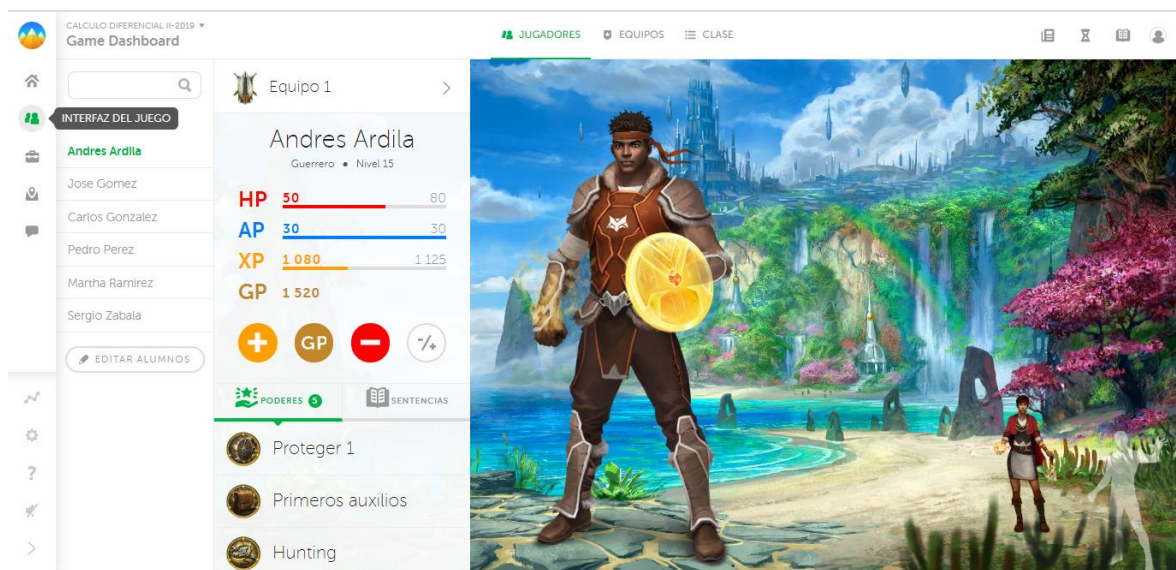 CALCULO DIFERENCIAL II-2019
Game Dashboard
JUGADORES
EQUIPOS
CLASE
INTERFAZ DEL JUEGO
Andres Ardila
Jose Gomez
Carlos Gonzalez
Pedro Perez
Martha Ramirez
Sergio Zabala
EDITAR ALUMNOS
Equipo 1
Andres Ardila
Guerrero • Nivel 15
HP 50 80
AP 30 30
XP 1 080 1 125
GP 1 520
+ GP − -/+
PODERES 5
SENTENCIAS
Proteger 1
Primeros auxilios
Hunting
?